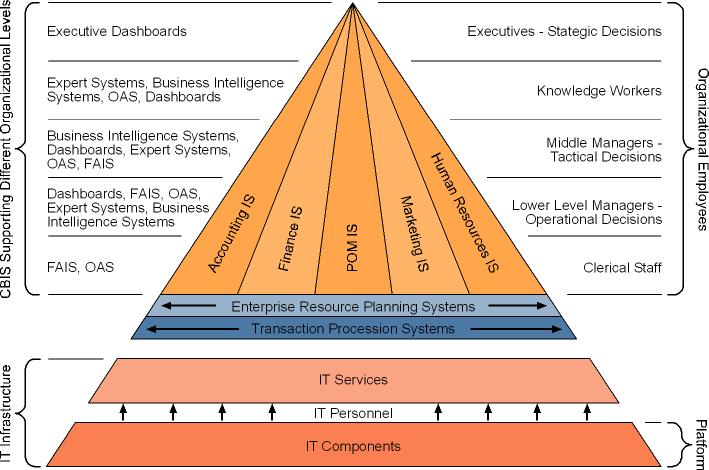 CBIS Supporting Different Organizational Levels
Executive Dashboards
Executives - Stategic Decisions
Expert Systems, Business Intelligence
Systems, OAS, Dashboards
Knowledge Workers
Business Intelligence Systems,
Dashboards, Expert Systems,
OAS, FAIS
Middle Managers -
Tactical Decisions
Dashboards, FAIS, OAS,
Expert Systems, Business
Intelligence Systems
Lower Level Managers -
Operational Decisions
FAIS, OAS
Clerical Staff
Organizational Employees
Accounting IS
Finance IS
POM IS
Marketing IS
Human Resources IS
Enterprise Resource Planning Systems
Transaction Procession Systems
IT Infrastructure
IT Services
IT Personnel
IT Components
Platform